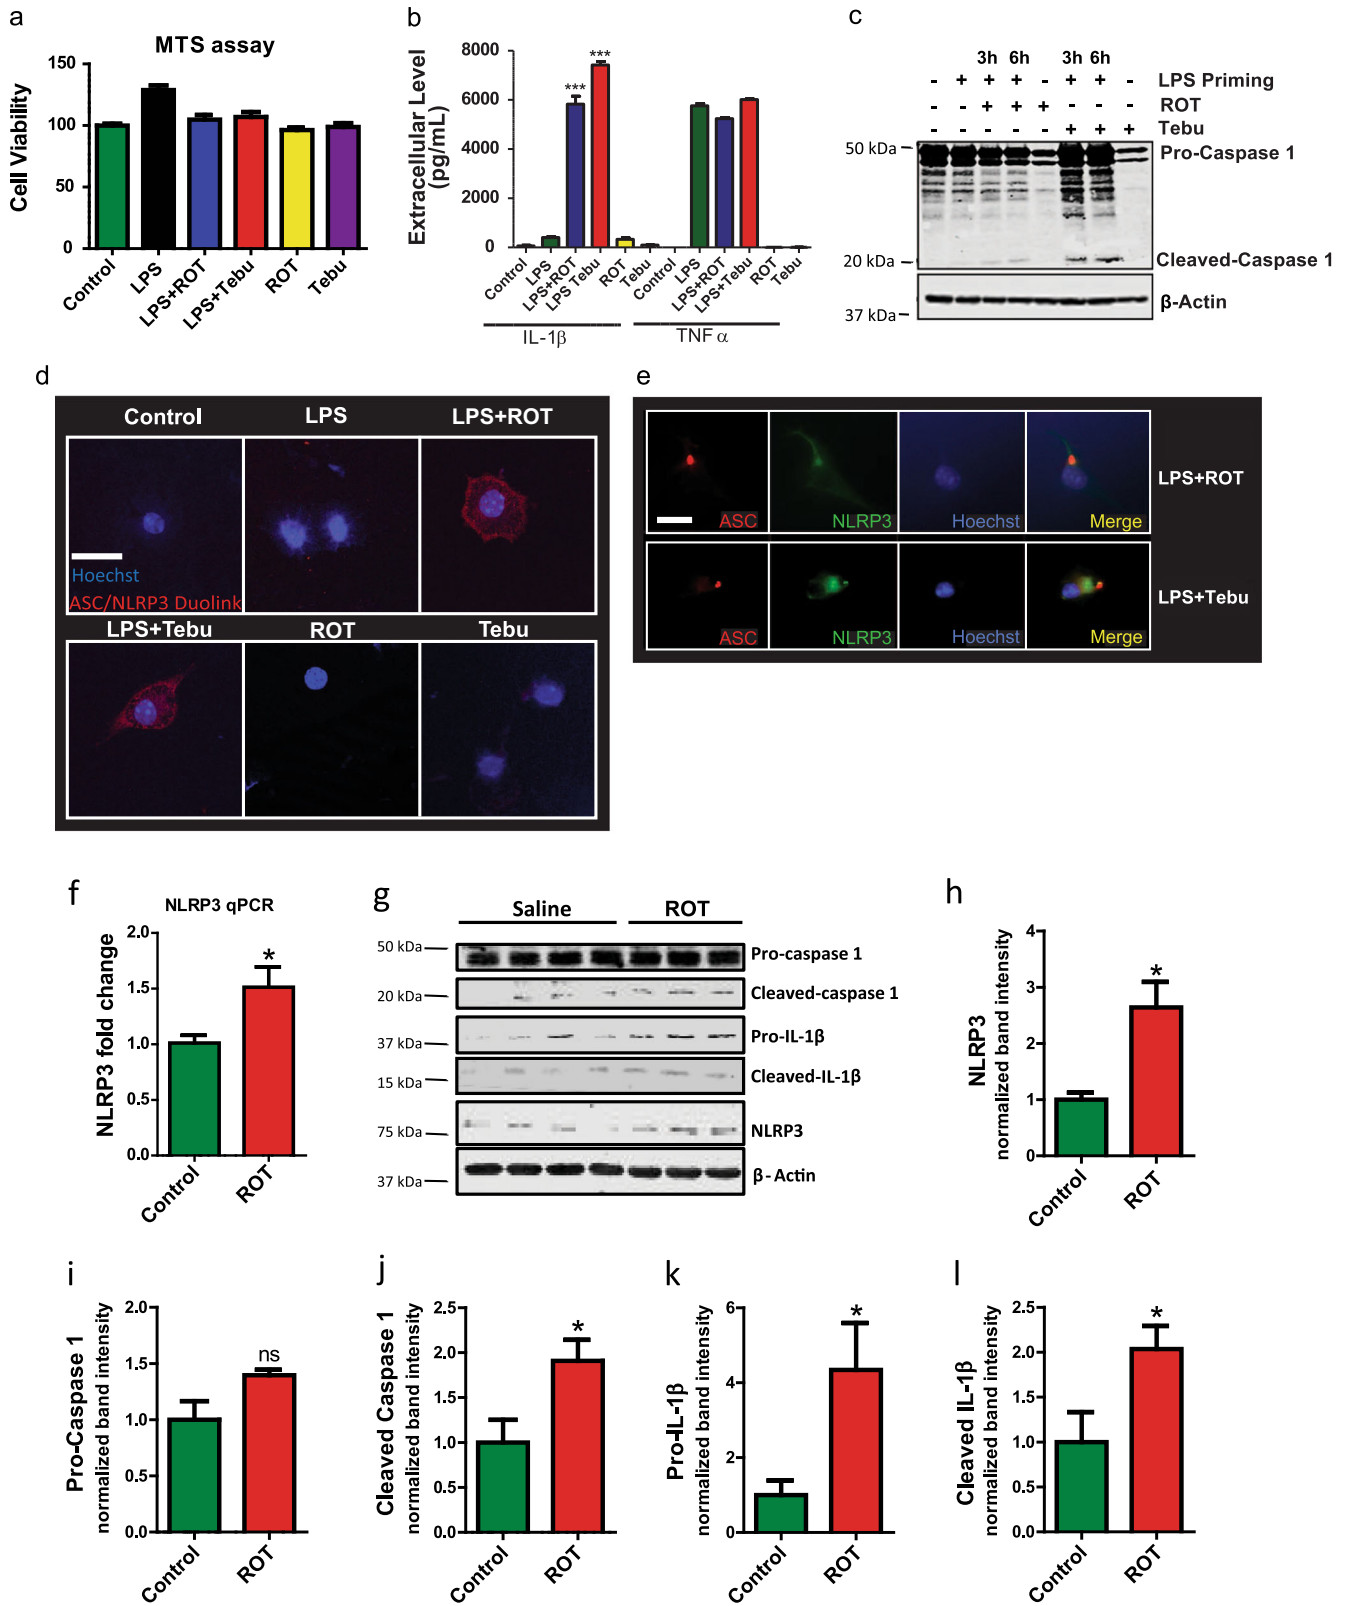 a
MTS assay
Cell Viability
150
100
50
0
Control
LPS
LPS+ROT
LPS+Tebu
ROT
Tebu
b
Extracellular Level
(pg/mL)
8000
6000
4000
2000
0
***
***
Control
LPS
LPS+ROT
LPS Tebu
ROT
Tebu
Control
LPS
LPS+ROT
LPS+Tebu
ROT
Tebu
IL-1β
TNF α
c
3h 6h 3h 6h
- + + + - + + - LPS Priming
- - + + + - - - ROT
- - - - - + + + Tebu
50 kDa
Pro-Caspase 1
20 kDa
Cleaved-Caspase 1
β-Actin
37 kDa
d
Control
LPS
LPS+ROT
Hoechst
ASC/NLRP3 Duolink
LPS+Tebu
ROT
Tebu
e
ASC
NLRP3
Hoechst
Merge
LPS+ROT
ASC
NLRP3
Hoechst
Merge
LPS+Tebu
f
NLRP3 qPCR
NLRP3 fold change
2.0
1.5
1.0
0.5
0.0
*
Control
ROT
g
Saline
ROT
50 kDa
Pro-caspase 1
20 kDa
Cleaved-caspase 1
37 kDa
Pro-IL-1β
15 kDa
Cleaved-IL-1β
75 kDa
NLRP3
37 kDa
β- Actin
h
NLRP3
normalized band intensity
4
3
2
1
0
*
Control
ROT
i
Pro-Caspase 1
normalized band intensity
2.0
1.5
1.0
0.5
0.0
ns
Control
ROT
j
Cleaved Caspase 1
normalized band intensity
2.5
2.0
1.5
1.0
0.5
0.0
*
Control
ROT
k
Pro-IL-1β
normalized band intensity
6
4
2
0
*
Control
ROT
l
Cleaved IL-1β
normalized band intensity
2.5
2.0
1.5
1.0
0.5
0.0
*
Control
ROT